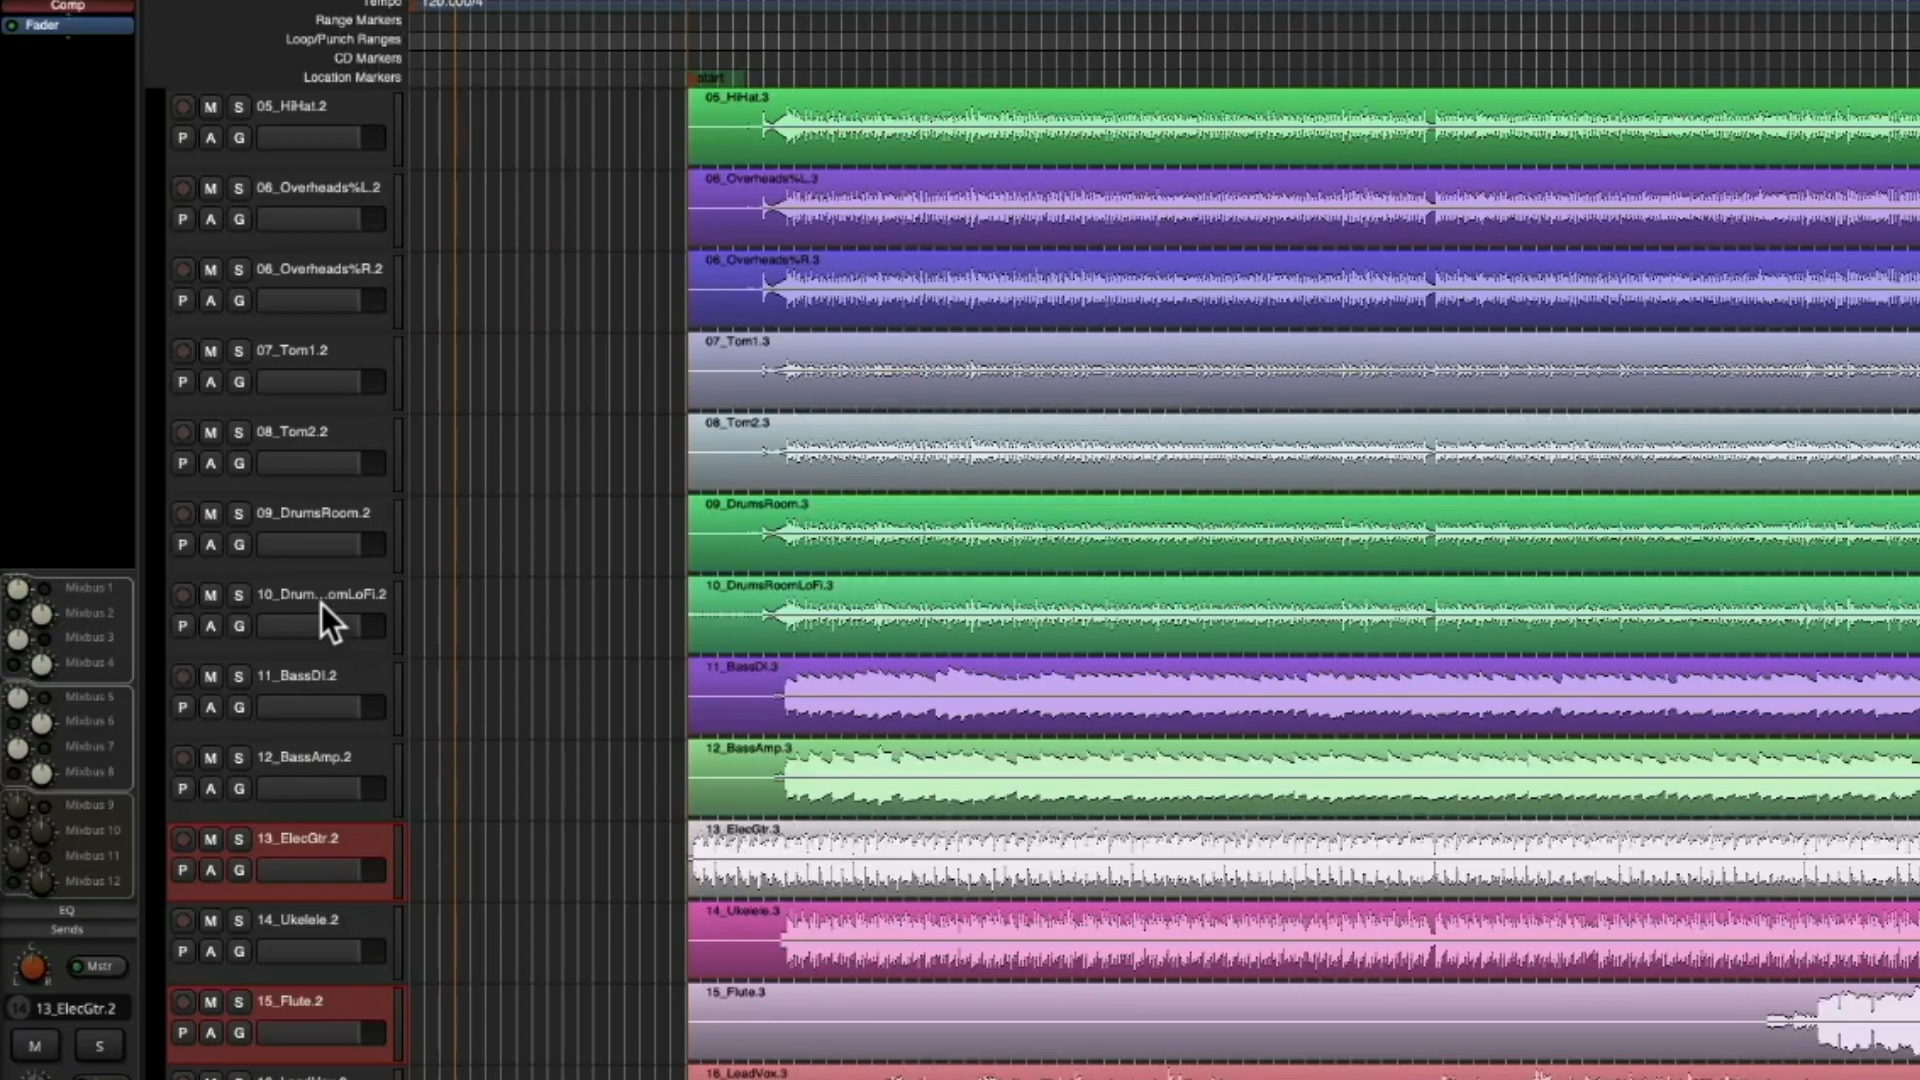 Comp
Fader
Tempo
120.000/4
Range Markers
Loop/Punch Ranges
CD Markers
Location Markers
start
M S 05_HiHat.2
P A G
05_HiHat.3
M S 06_Overheads%L.2
P A G
06_Overheads%L.3
M S 06_Overheads%R.2
P A G
06_Overheads%R.3
M S 07_Tom1.2
P A G
07_Tom1.3
M S 08_Tom2.2
P A G
08_Tom2.3
M S 09_DrumsRoom.2
P A G
09_DrumsRoom.3
M S 10_Drum...omLoFi.2
P A G
10_DrumsRoomLoFi.3
M S 11_BassDI.2
P A G
11_BassDI.3
M S 12_BassAmp.2
P A G
12_BassAmp.3
M S 13_ElecGtr.2
P A G
13_ElecGtr.3
M S 14_Ukelele.2
P A G
14_Ukelele.3
M S 15_Flute.2
P A G
15_Flute.3
16_LeadVox.3
Mixbus 1
Mixbus 2
Mixbus 3
Mixbus 4
Mixbus 5
Mixbus 6
Mixbus 7
Mixbus 8
Mixbus 9
Mixbus 10
Mixbus 11
Mixbus 12
EQ
Sends
C
L R
Mstr
14 13_ElecGtr.2
M S